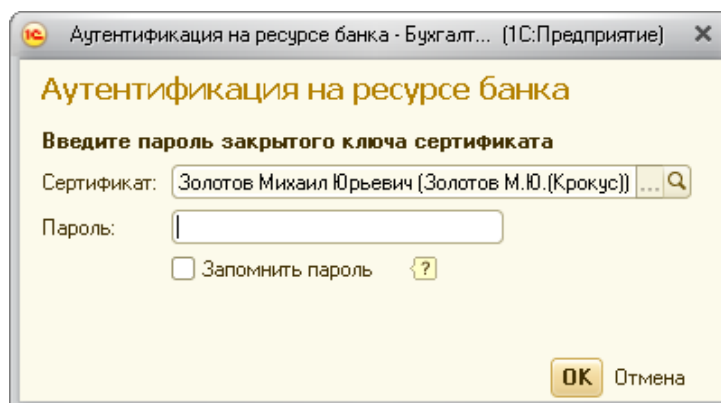 1С Аутентификация на ресурсе банка - Бухгалт... (1С:Предприятие)
Аутентификация на ресурсе банка
Введите пароль закрытого ключа сертификата
Сертификат: Золотов Михаил Юрьевич (Золотов М.Ю.(Крокус)) ...
Пароль:
Запомнить пароль ?
OK Отмена